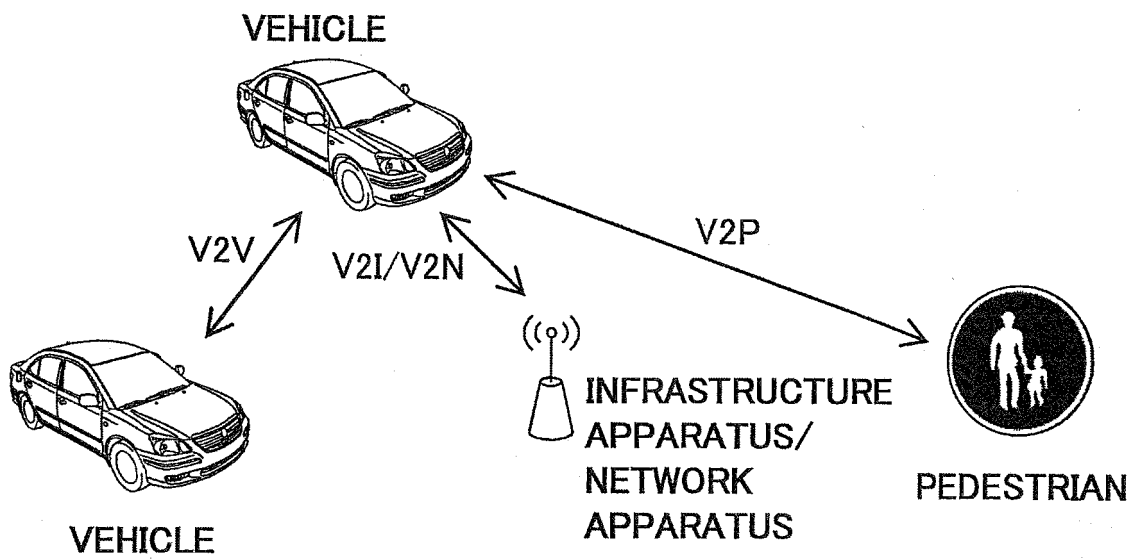 VEHICLE
V2P
V2V
V2I/V2N
INFRASTRUCTURE
APPARATUS/
NETWORK
APPARATUS
PEDESTRIAN
VEHICLE